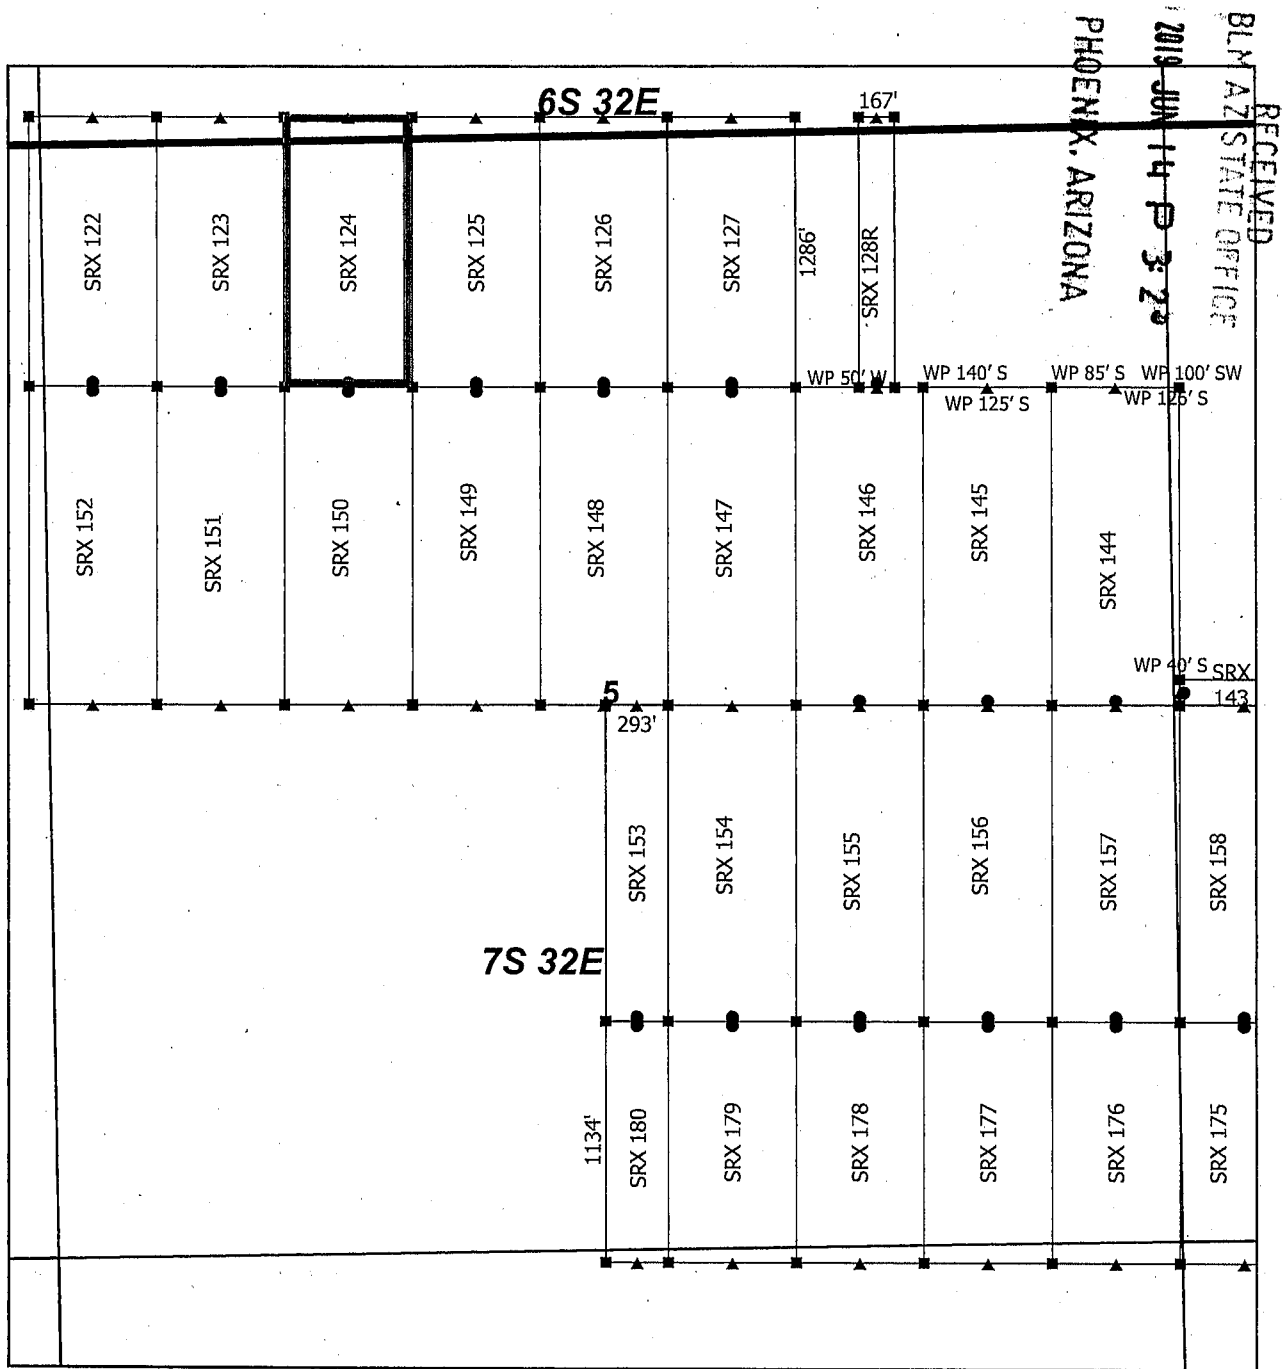 RECEIVED
BLM AZ STATE OFFICE
2019 JUN 14 P 3:20
PHOENIX, ARIZONA
6S 32E
167'
SRX 122
SRX 123
SRX 124
SRX 125
SRX 126
SRX 127
1286'
SRX 128R
WP 50' W
WP 140' S
WP 85' S
WP 100' SW
WP 125' S
WP 126' S
SRX 152
SRX 151
SRX 150
SRX 149
SRX 148
SRX 147
SRX 146
SRX 145
SRX 144
WP 40' S
SRX
143
5
293'
SRX 153
SRX 154
SRX 155
SRX 156
SRX 157
SRX 158
7S 32E
1134'
SRX 180
SRX 179
SRX 178
SRX 177
SRX 176
SRX 175